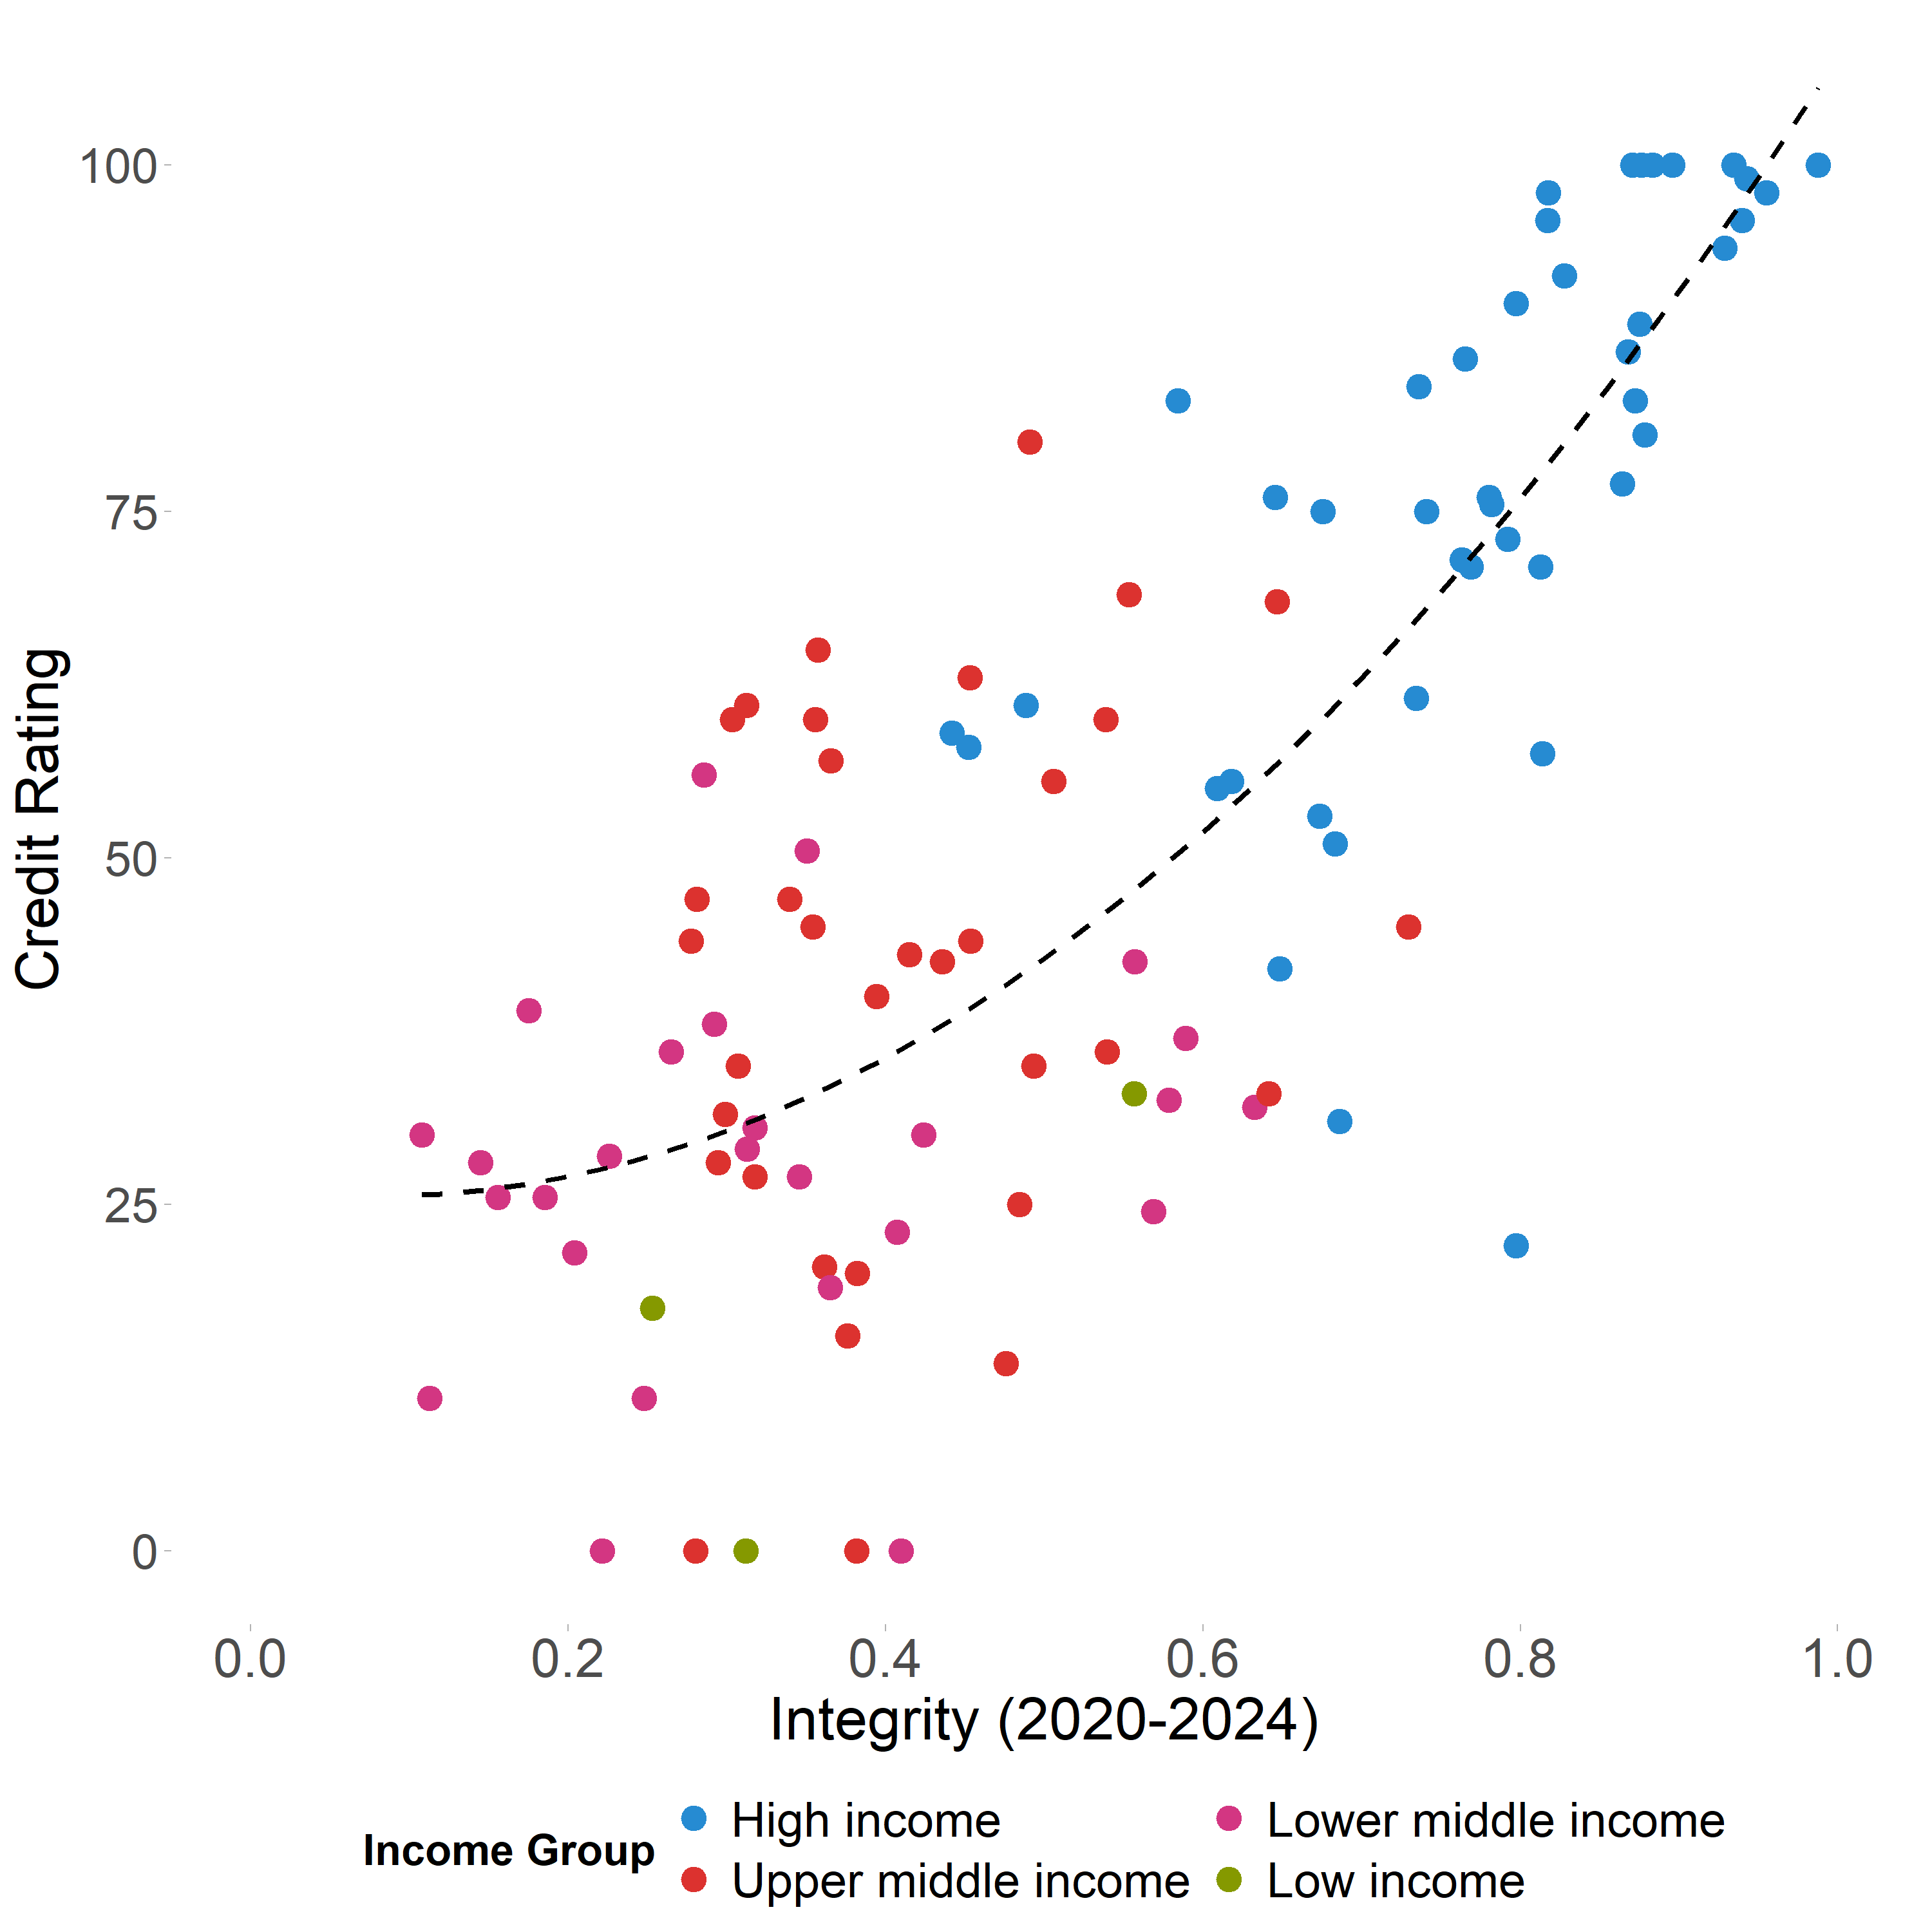 100
75
50
25
0
Credit Rating
0.0 0.2 0.4 0.6 0.8 1.0
Integrity (2020-2024)
Income Group
High income
Upper middle income
Lower middle income
Low income